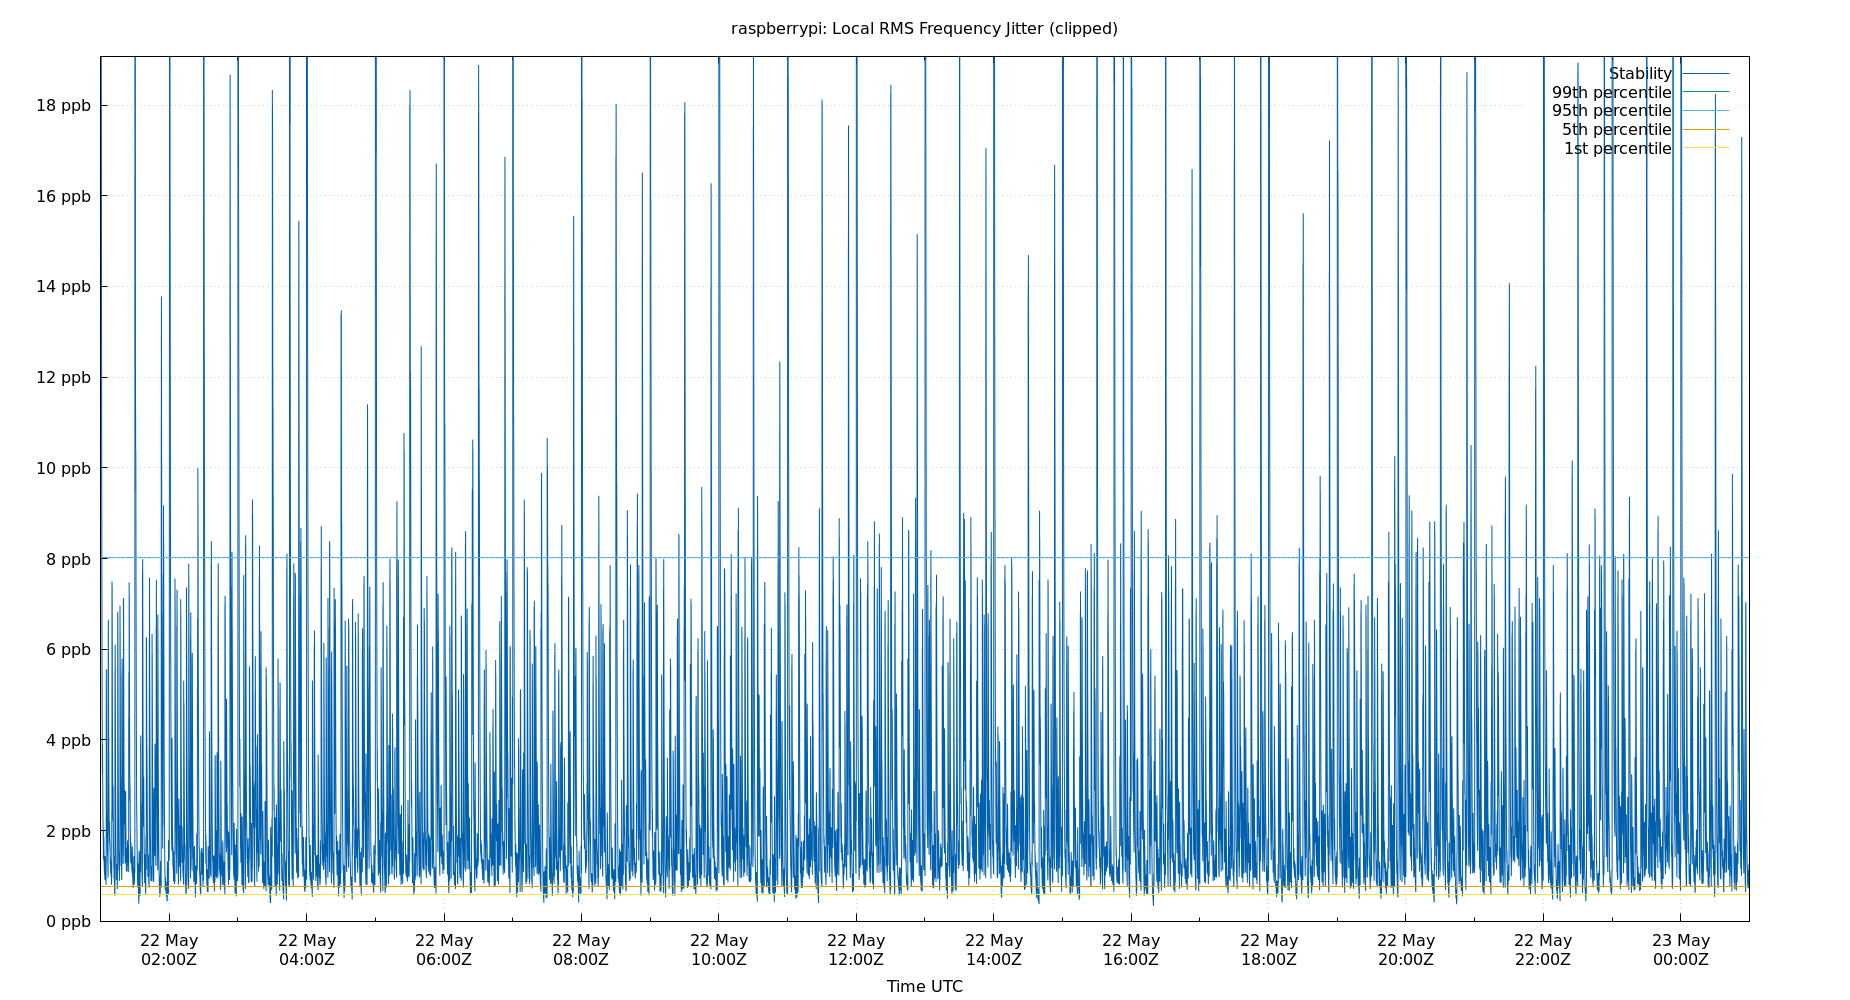 raspberrypi: Local RMS Frequency Jitter (clipped)
Stability
99th percentile
95th percentile
5th percentile
1st percentile
18 ppb
16 ppb
14 ppb
12 ppb
10 ppb
8 ppb
6 ppb
4 ppb
2 ppb
0 ppb
22 May 22 May 22 May 22 May 22 May 22 May 22 May 22 May 22 May 22 May 22 May 23 May
02:00Z 04:00Z 06:00Z 08:00Z 10:00Z 12:00Z 14:00Z 16:00Z 18:00Z 20:00Z 22:00Z 00:00Z
Time UTC